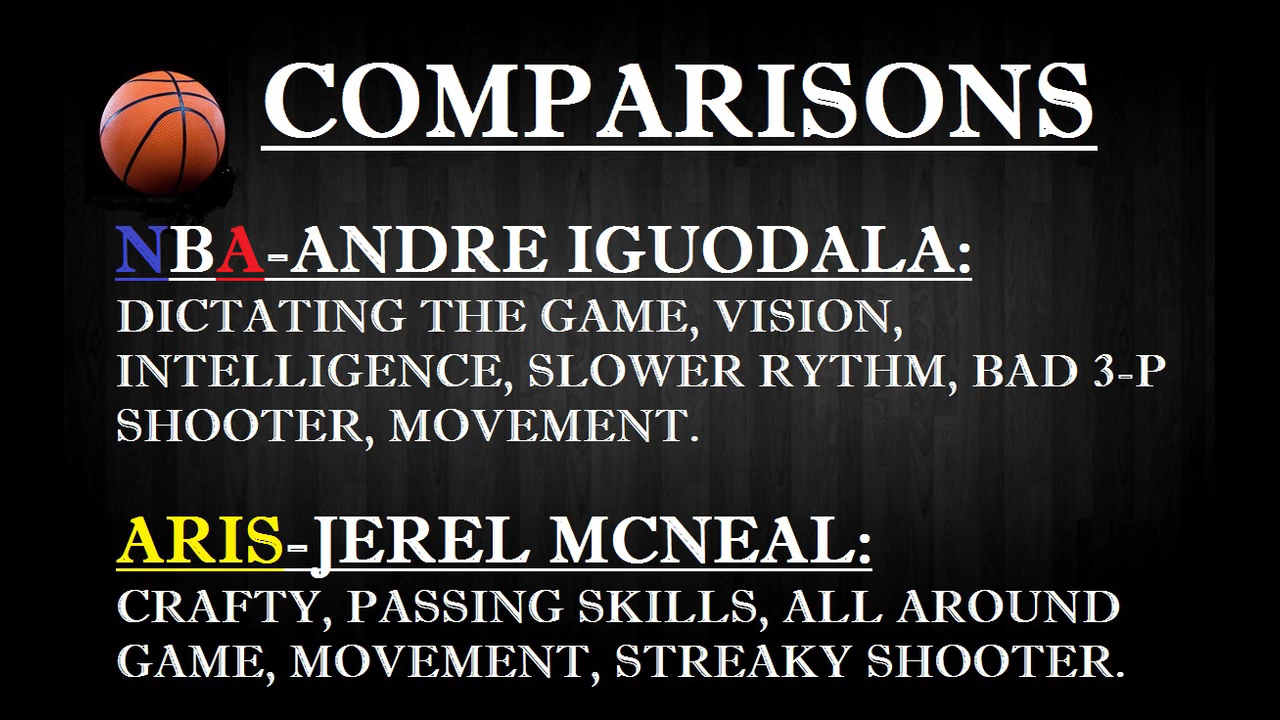 COMPARISONS
NBA-ANDRE IGUODALA:
DICTATING THE GAME, VISION,
INTELLIGENCE, SLOWER RYTHM, BAD 3-P
SHOOTER, MOVEMENT.
ARIS-JEREL MCNEAL:
CRAFTY, PASSING SKILLS, ALL AROUND
GAME, MOVEMENT, STREAKY SHOOTER.